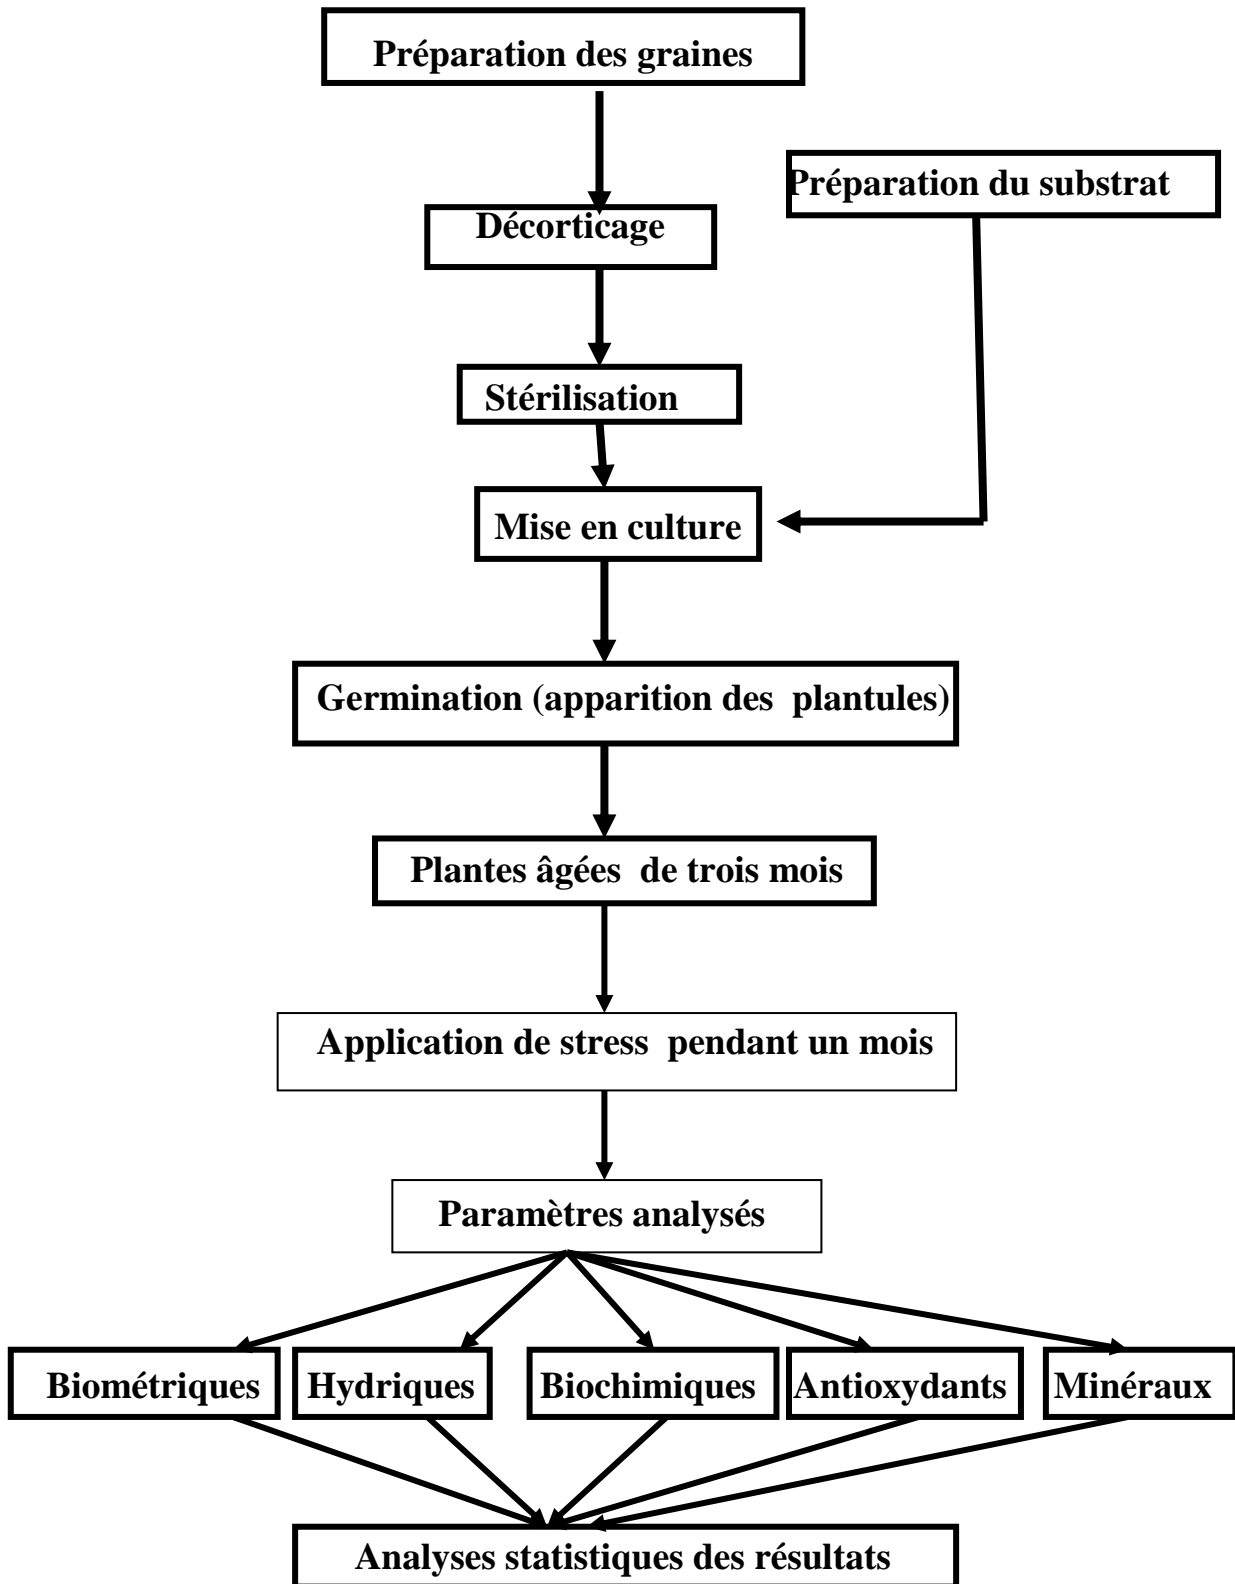 Préparation des graines
Préparation du substrat
Décorticage
Stérilisation
Mise en culture
Germination (apparition des plantules)
Plantes âgées de trois mois
Application de stress pendant un mois
Paramètres analysés
Biométriques
Hydriques
Biochimiques
Antioxydants
Minéraux
Analyses statistiques des résultats